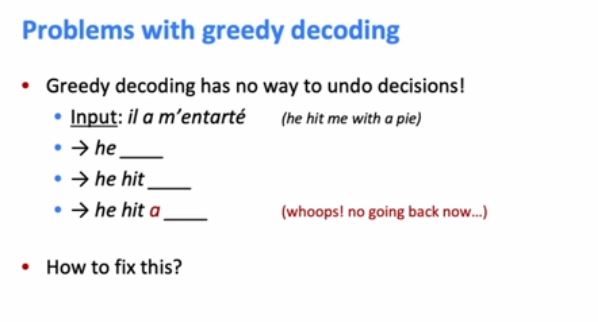 Problems with greedy decoding
• Greedy decoding has no way to undo decisions!
• Input: il a m'entarté (he hit me with a pie)
• → he ____
• → he hit ____
• → he hit a ____ (whoops! no going back now...)
• How to fix this?